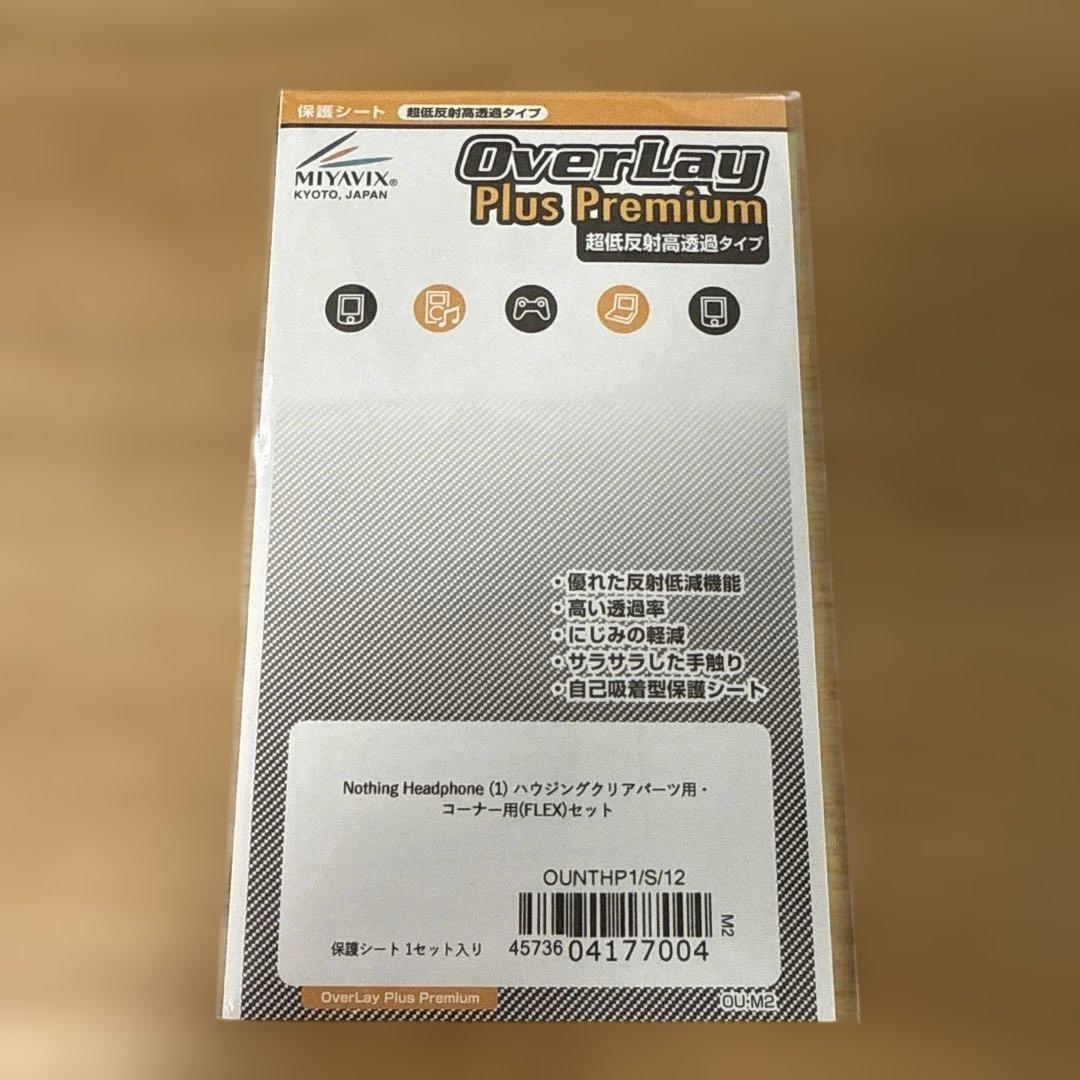 保護シート 超低反射高透過タイプ
MIYAVIX®
KYOTO, JAPAN
OverLay
Plus Premium
超低反射高透過タイプ
・優れた反射低減機能
・高い透過率
・にじみの軽減
・サラサラした手触り
・自己吸着型保護シート
Nothing Headphone (1) ハウジングクリアパーツ用・
コーナー用(FLEX)セット
OUNTHP1/S/12
M2
保護シート 1セット入り
45736 04177004
OverLay Plus Premium
OU-M2